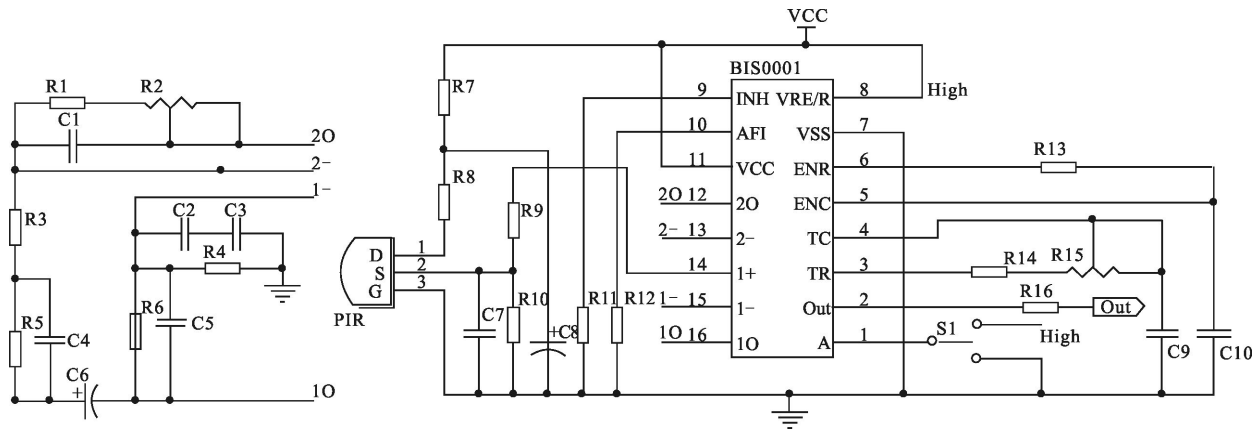 VCC
BIS0001
R1
R2
C1
2O
2-
1-
R3
C2
C3
R4
R5
C4
R6
C5
C6
+
1O
R7
R8
R9
D
S
G
PIR
1
2
3
C7
R10
+
C8
R11
R12
9
INH
VRE/R
8
High
10
AFI
VSS
7
11
VCC
ENR
6
R13
2O
12
2O
ENC
5
2-
13
2-
TC
4
14
1+
TR
3
R14
R15
1-
15
1-
Out
2
R16
Out
1O
16
1O
A
1
S1
High
C9
C10